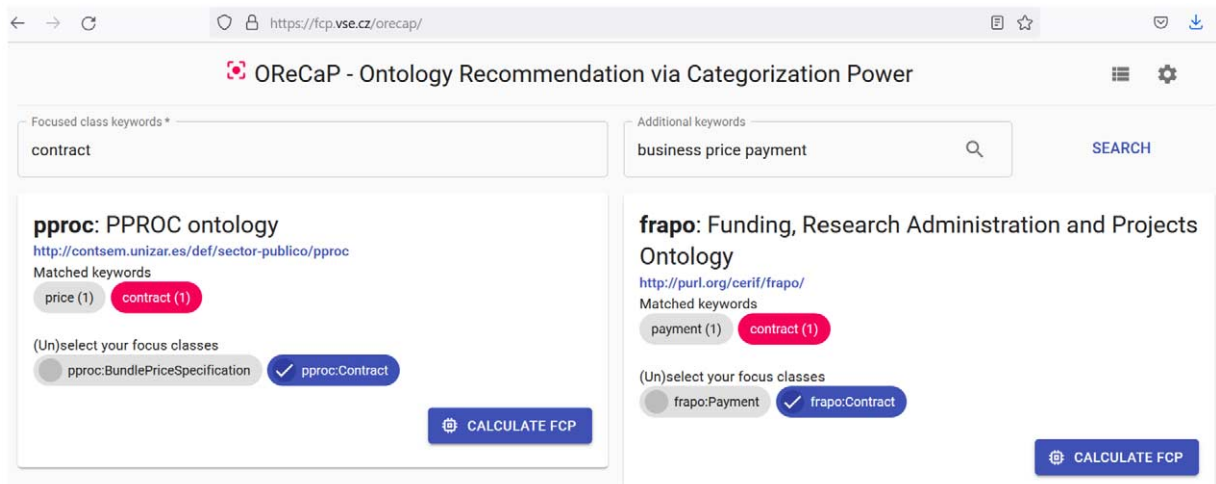 https://fcp.vse.cz/orecap/
OReCaP - Ontology Recommendation via Categorization Power
Focused class keywords *
contract
Additional keywords
business price payment
SEARCH
pproc: PPROC ontology
http://contsem.unizar.es/def/sector-publico/pproc
Matched keywords
price (1) contract (1)
(Un)select your focus classes
pproc:BundlePriceSpecification pproc:Contract
CALCULATE FCP
frapo: Funding, Research Administration and Projects
Ontology
http://purl.org/cerif/frapo/
Matched keywords
payment (1) contract (1)
(Un)select your focus classes
frapo:Payment frapo:Contract
CALCULATE FCP